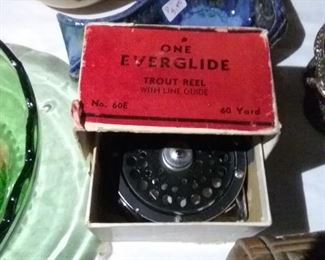 ONE
EVERGLIDE
TROUT REEL
WITH LINE GUIDE
No. 60E 60 Yard